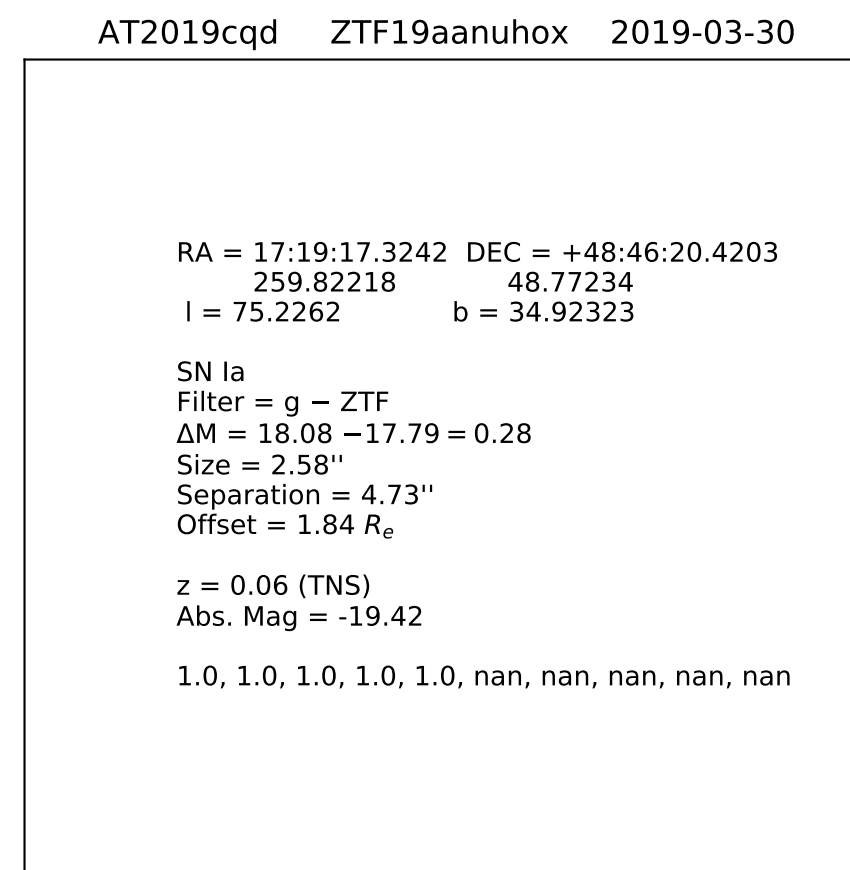 AT2019cqd ZTF19aanuhox 2019-03-30
RA = 17:19:17.3242 DEC = +48:46:20.4203
259.82218 48.77234
l = 75.2262 b = 34.92323
SN Ia
Filter = g − ZTF
ΔM = 18.08 −17.79 = 0.28
Size = 2.58''
Separation = 4.73''
Offset = 1.84 Rₑ
z = 0.06 (TNS)
Abs. Mag = -19.42
1.0, 1.0, 1.0, 1.0, 1.0, nan, nan, nan, nan, nan